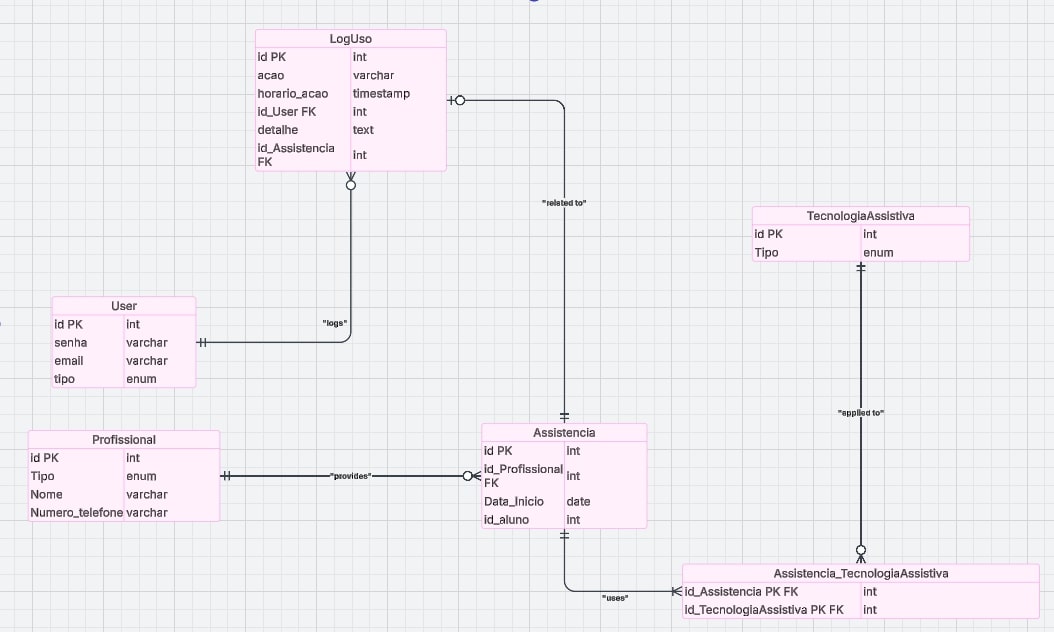 LogUso
id PK int
acao varchar
horario_acao timestamp
id_User FK int
detalhe text
id_Assistencia
FK int
"related to"
TecnologiaAssistiva
id PK int
Tipo enum
User
id PK int
senha varchar
email varchar
tipo enum
"logs"
"applied to"
Profissional
id PK int
Tipo enum
Nome varchar
Numero_telefone varchar
"provides"
Assistencia
id PK int
id_Profissional
FK int
Data_Inicio date
id_aluno int
"uses"
Assistencia_TecnologiaAssistiva
id_Assistencia PK FK int
id_TecnologiaAssistiva PK FK int